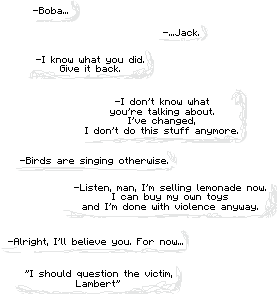 -Boba...
-...Jack.
-I know what you did.
Give it back.
-I don't know what
you're talking about.
I've changed,
I don't do this stuff anymore.
-Birds are singing otherwise.
-Listen, man, I'm selling lemonade now.
I can buy my own toys
and I'm done with violence anyway.
-Alright, I'll believe you. For now...
"I should question the victim,
Lambert"